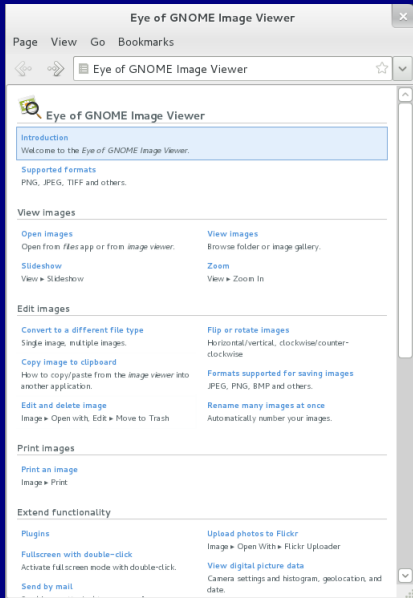 Eye of GNOME Image Viewer
Page View Go Bookmarks
Eye of GNOME Image Viewer
Eye of GNOME Image Viewer
Introduction
Welcome to the Eye of GNOME Image Viewer.
Supported formats
PNG, JPEG, TIFF and others.
View images
Open images
Open from files app or from image viewer.
View images
Browse folder or image gallery.
Slideshow
View ▸ Slideshow
Zoom
View ▸ Zoom In
Edit images
Convert to a different file type
Single image, multiple images.
Flip or rotate images
Horizontal/vertical, clockwise/counter-
clockwise
Copy image to clipboard
How to copy/paste from the image viewer into
another application.
Formats supported for saving images
JPEG, PNG, BMP and others.
Edit and delete image
Image ▸ Open with, Edit ▸ Move to Trash
Rename many images at once
Automatically number your images.
Print images
Print an image
Image ▸ Print
Extend functionality
Plugins
Upload photos to Flickr
Image ▸ Open With ▸ Flickr Uploader
Fullscreen with double-click
Activate fullscreen mode with double-click.
View digital picture data
Camera settings and histogram, geolocation, and
date.
Send by mail